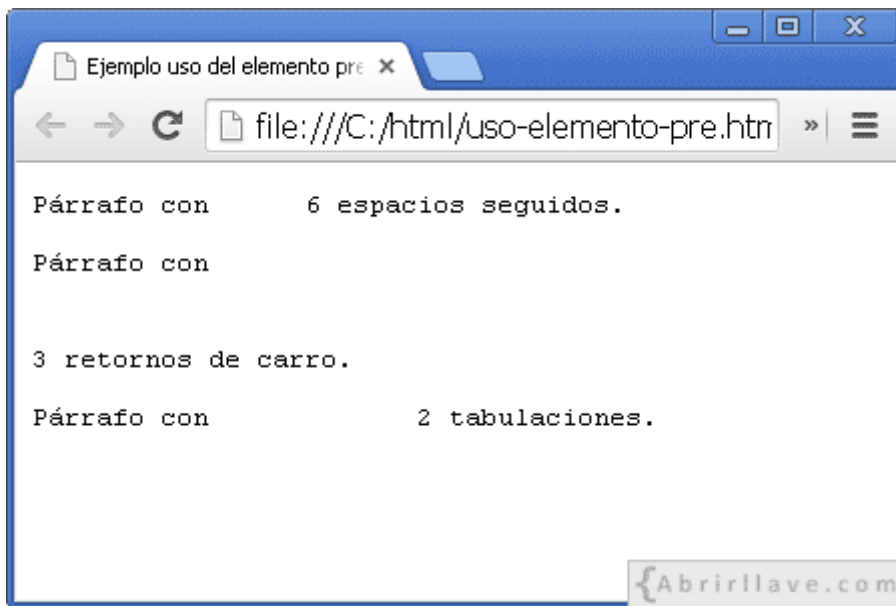 Ejemplo uso del elemento pre
file:///C:/html/uso-elemento-pre.htm
Párrafo con      6 espacios seguidos.
Párrafo con
3 retornos de carro.
Párrafo con             2 tabulaciones.
{Abrirllave.com